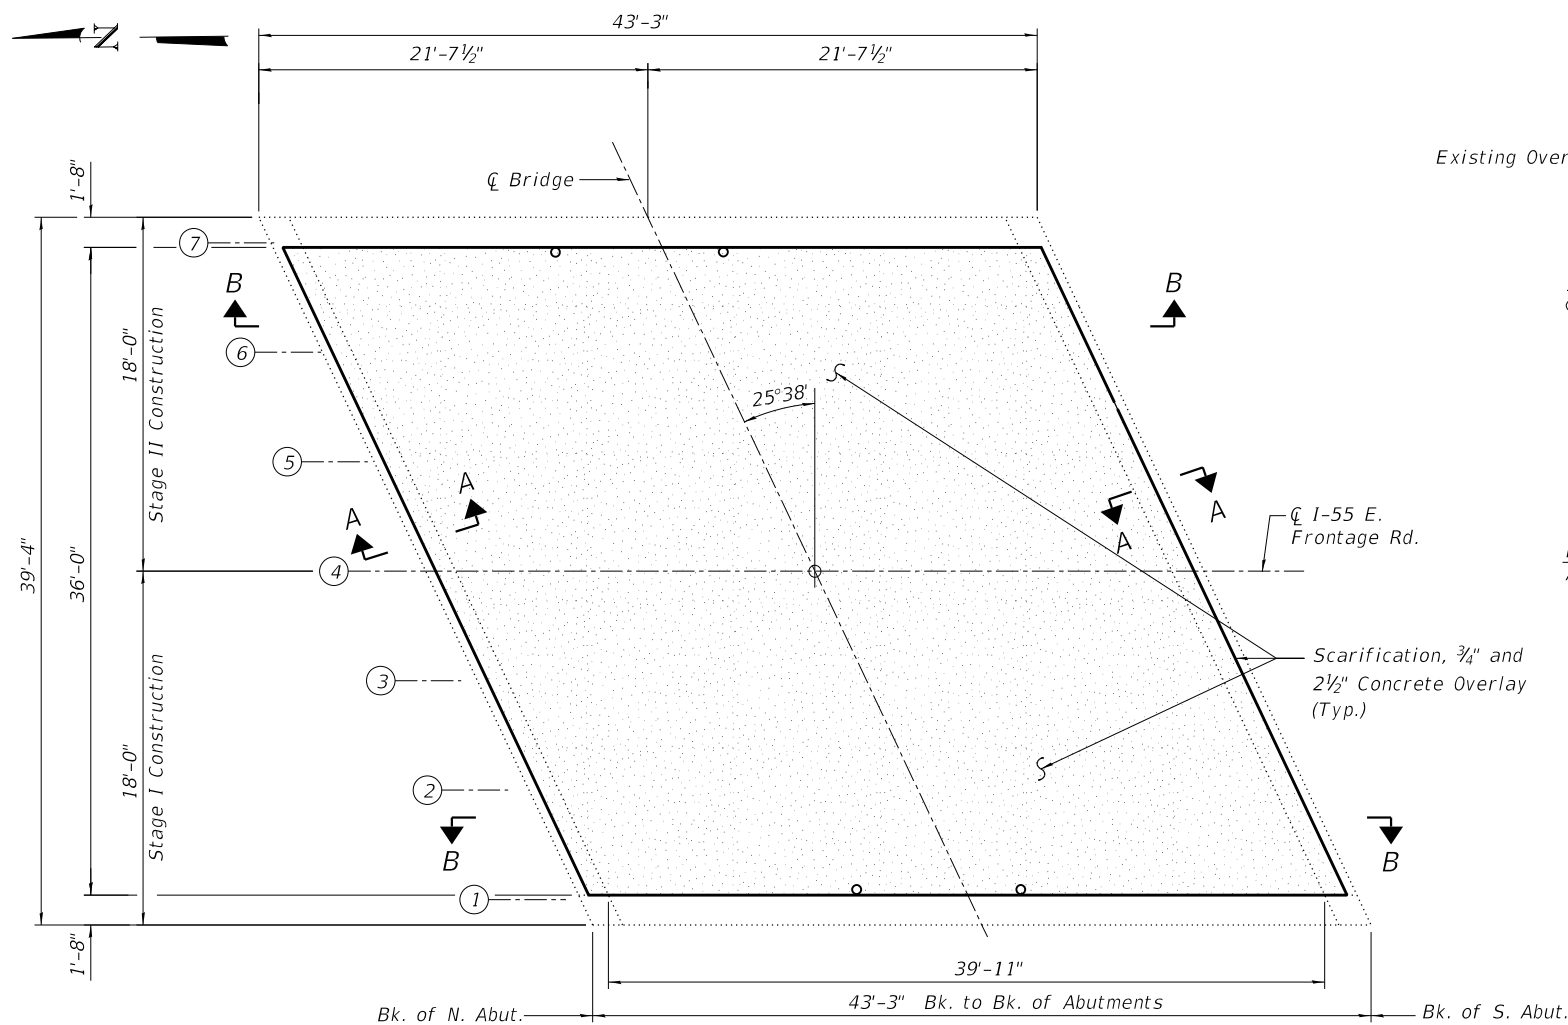 N
43'-3"
21'-7½"
21'-7½"
1'-8"
℄ Bridge
Existing Over
7
B
B
18'-0"
Stage II Construction
6
25°38'
5
A
A
A
A
℄ I-55 E.
Frontage Rd.
39'-4"
36'-0"
4
Scarification, ¾" and
2½" Concrete Overlay
(Typ.)
3
18'-0"
Stage I Construction
2
B
B
1
1'-8"
39'-11"
43'-3" Bk. to Bk. of Abutments
Bk. of N. Abut.
Bk. of S. Abut.